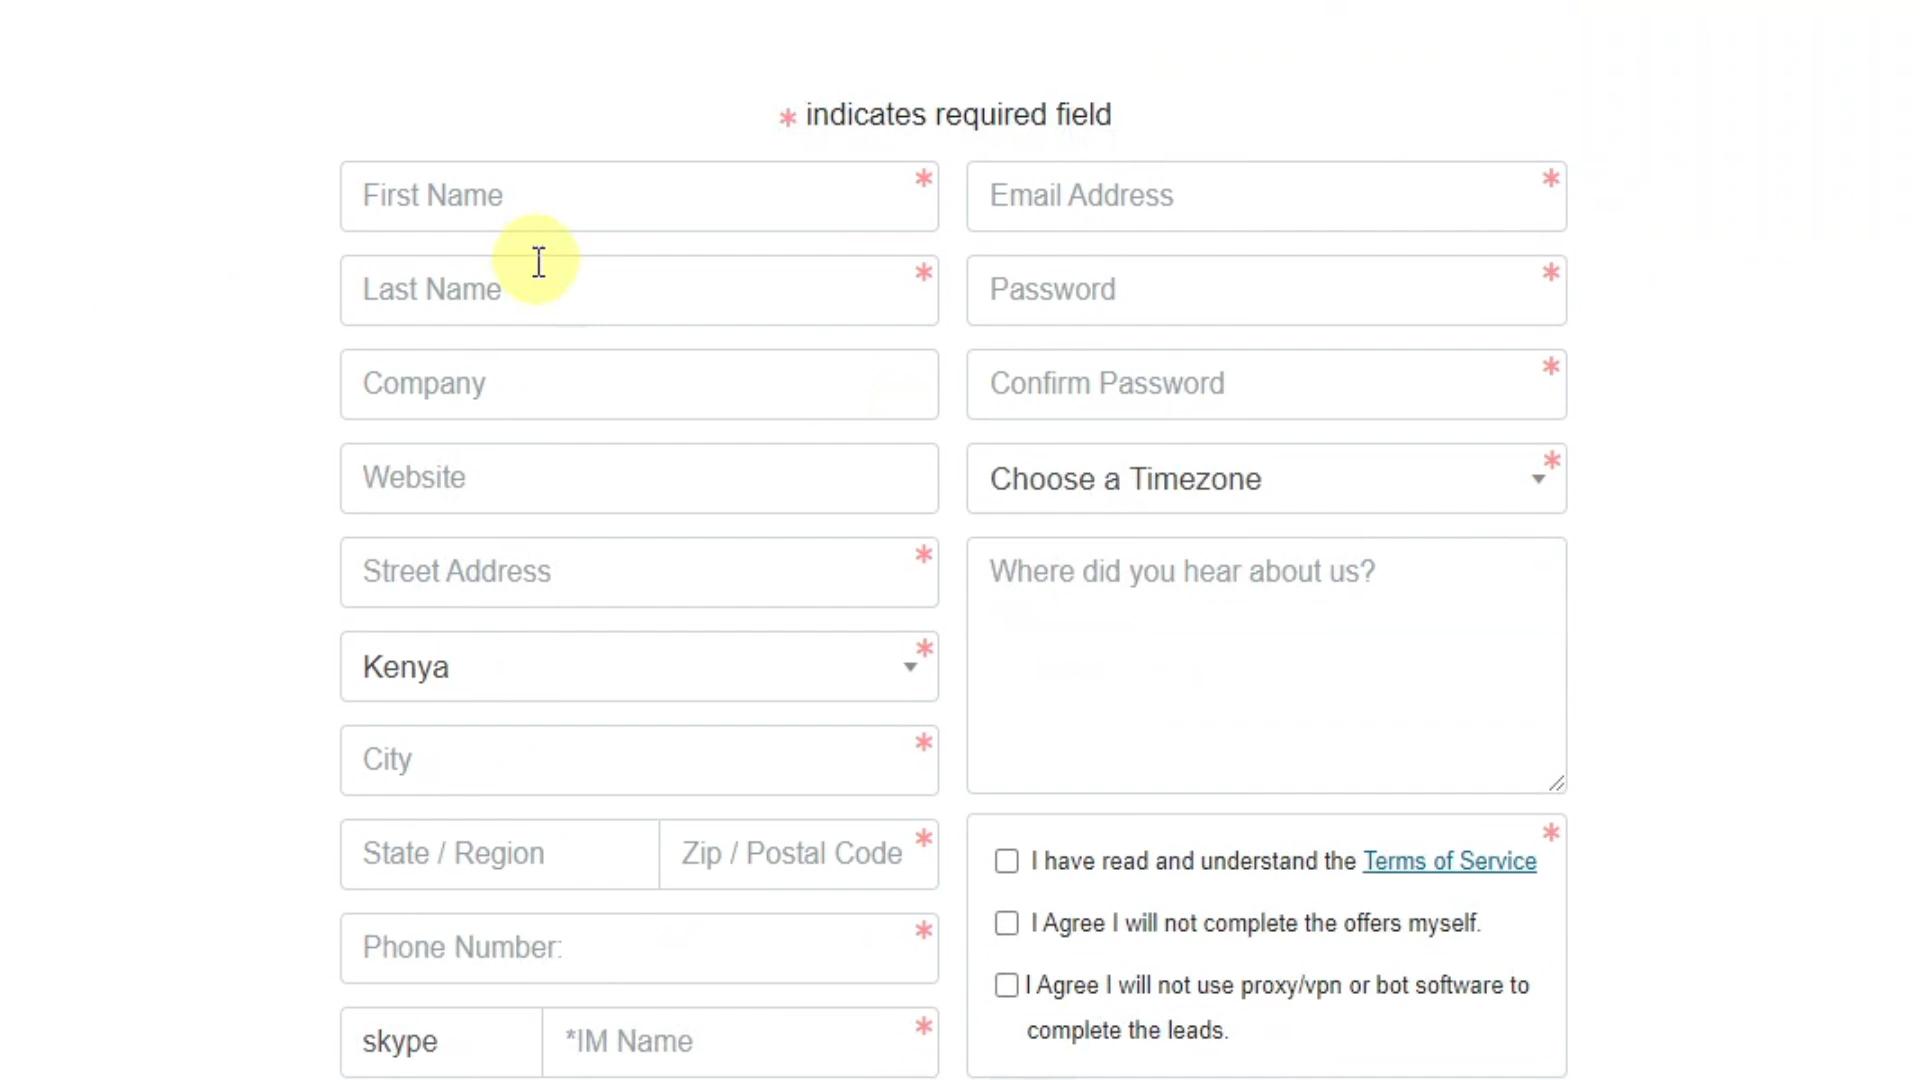 * indicates required field
First Name *
Last Name *
Company
Website
Street Address *
Kenya *
City *
State / Region Zip / Postal Code *
Phone Number: *
skype *IM Name *
Email Address *
Password *
Confirm Password *
Choose a Timezone *
Where did you hear about us?
*
I have read and understand the Terms of Service
I Agree I will not complete the offers myself.
I Agree I will not use proxy/vpn or bot software to
complete the leads.